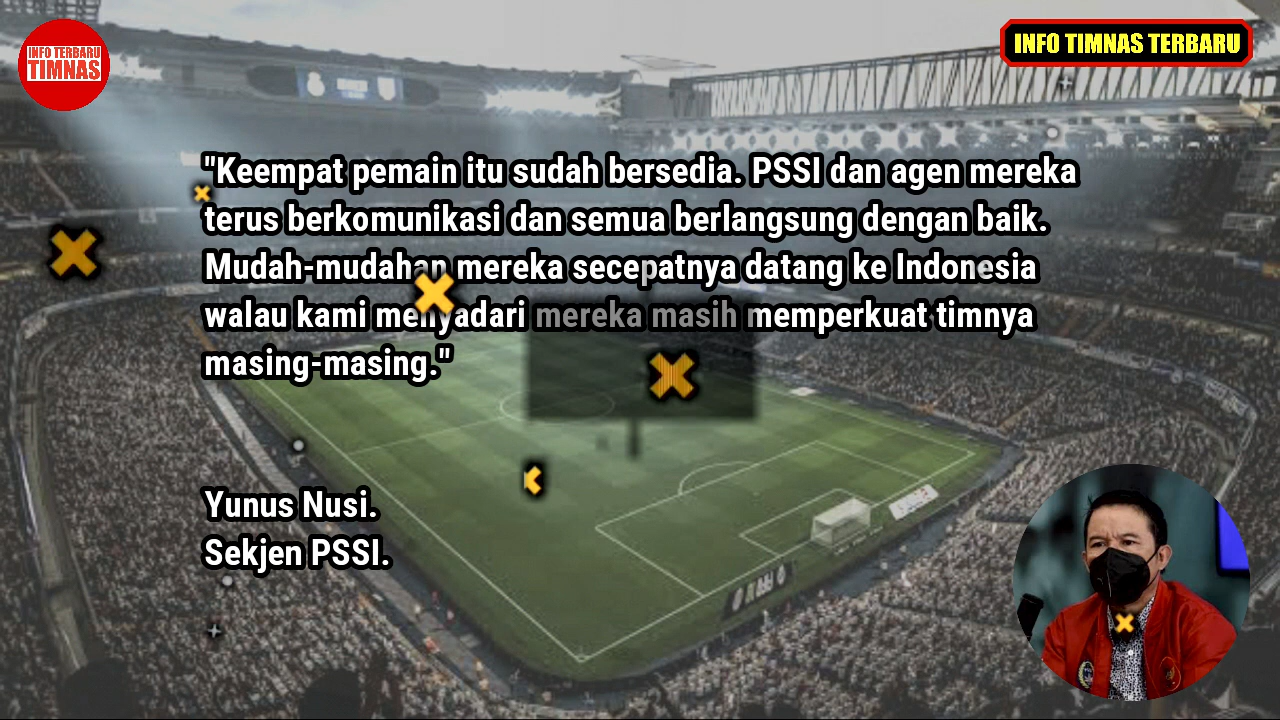 INFO TERBARU
TIMNAS
INFO TIMNAS TERBARU
"Keempat pemain itu sudah bersedia. PSSI dan agen mereka
terus berkomunikasi dan semua berlangsung dengan baik.
Mudah-mudahan mereka secepatnya datang ke Indonesia
walau kami menyadari mereka masih memperkuat timnya
masing-masing."
Yunus Nusi.
Sekjen PSSI.